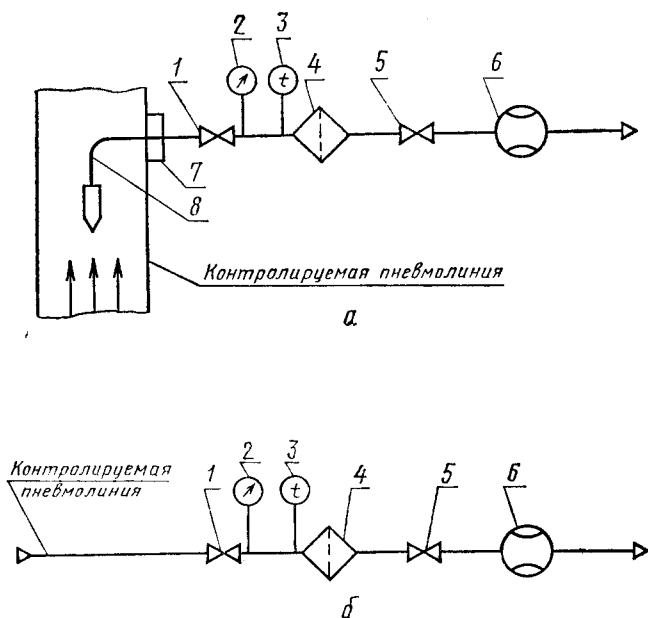 2
3
4
5
6
1
7
8
t
Контролируемая пневмолиния
а
Контролируемая
пневмолиния
1
2
3
4
5
6
t
б